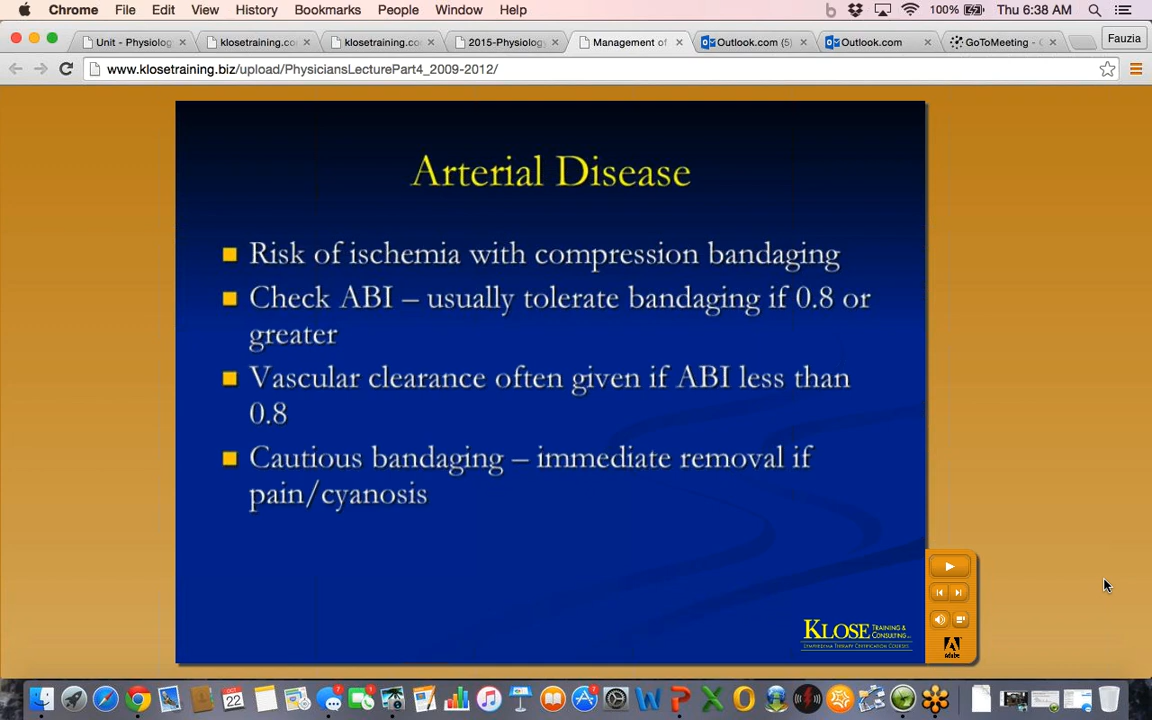 Chrome File Edit View History Bookmarks People Window Help 100% Thu 6:38 AM
Unit - Physiolog klosetraining.co klosetraining.co 2015-Physiology Management of Outlook.com (5) Outlook.com GoToMeeting - Fauzia
www.klosetraining.biz/upload/PhysiciansLecturePart4_2009-2012/
Arterial Disease
Risk of ischemia with compression bandaging
Check ABI – usually tolerate bandaging if 0.8 or
greater
Vascular clearance often given if ABI less than
0.8
Cautious bandaging – immediate removal if
pain/cyanosis
KLOSE TRAINING &
CONSULTING
LYMPHEDEMA THERAPY CERTIFICATION COURSES
Adobe
OCT
22